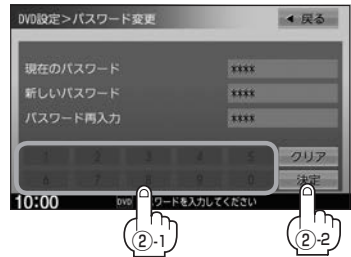 DVD設定>パスワード変更 ◀ 戻る
現在のパスワード ****
新しいパスワード ****
パスワード再入力 ****
1 2 3 4 5 クリア
6 7 8 9 0 決定
10:00 DVD パスワードを入力してください
②-1 ②-2